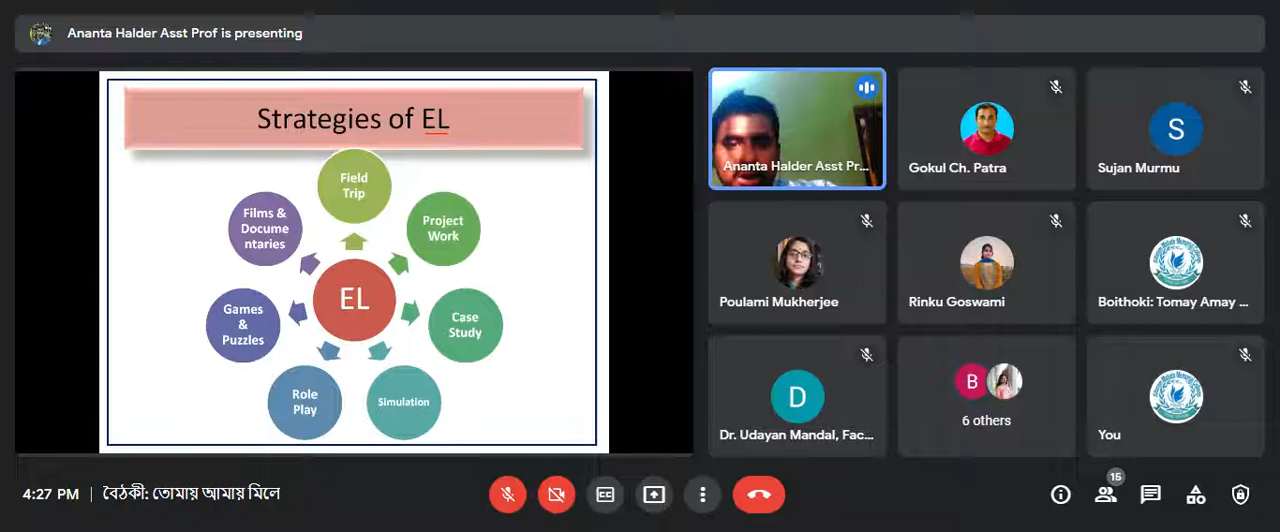 Ananta Halder Asst Prof is presenting
Strategies of EL
Field
Trip
Project
Work
Case
Study
Simulation
Role
Play
Games
&
Puzzles
Films &
Docume
ntaries
EL
Ananta Halder Asst Pr...
Gokul Ch. Patra
S
Sujan Murmu
Poulami Mukherjee
Rinku Goswami
Boithoki: Tomay Amay ...
D
Dr. Udayan Mandal, Fac...
B
6 others
You
4:27 PM | বৈঠকী: তোমায় আমায় মিলে
15